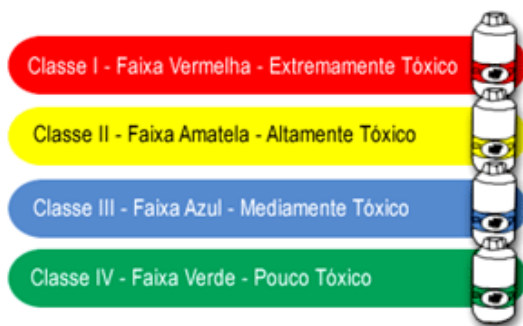 Classe I - Faixa Vermelha - Extremamente Tóxico
Classe II - Faixa Amatela - Altamente Tóxico
Classe III - Faixa Azul - Mediamente Tóxico
Classe IV - Faixa Verde - Pouco Tóxico